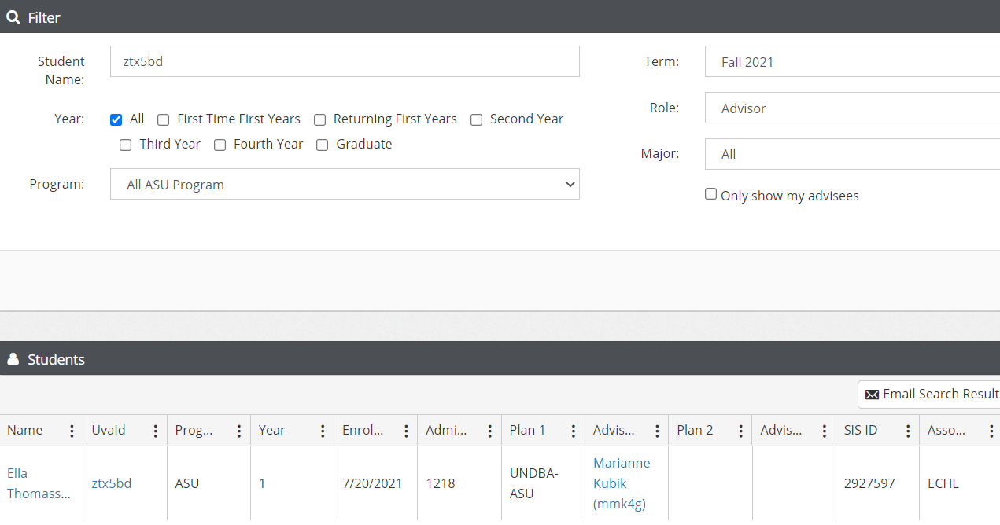 Filter
Student Name:
ztx5bd
Term:
Fall 2021
Role:
Advisor
Year:
All
First Time First Years
Returning First Years
Second Year
Third Year
Fourth Year
Graduate
Major:
All
Program:
All ASU Program
Only show my advisees
Students
Email Search Result
Name
UvaId
Prog...
Year
Enrol...
Admi...
Plan 1
Advis...
Plan 2
Advis...
SIS ID
Asso...
Ella
Thomass...
ztx5bd
ASU
1
7/20/2021
1218
UNDBA-
ASU
Marianne
Kubik
(mmk4g)
2927597
ECHL